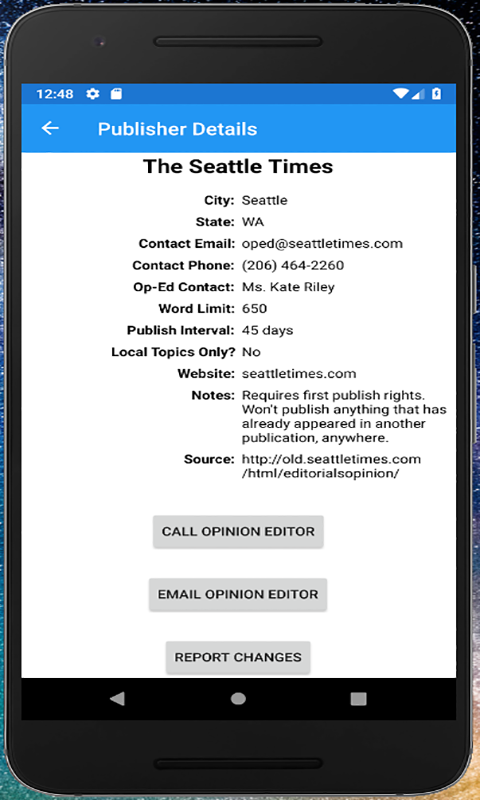 12:48
Publisher Details
The Seattle Times
City: Seattle
State: WA
Contact Email: oped@seattletimes.com
Contact Phone: (206) 464-2260
Op-Ed Contact: Ms. Kate Riley
Word Limit: 650
Publish Interval: 45 days
Local Topics Only? No
Website: seattletimes.com
Notes: Requires first publish rights.
Won't publish anything that has
already appeared in another
publication, anywhere.
Source: http://old.seattletimes.com
/html/editorialsopinion/
CALL OPINION EDITOR
EMAIL OPINION EDITOR
REPORT CHANGES